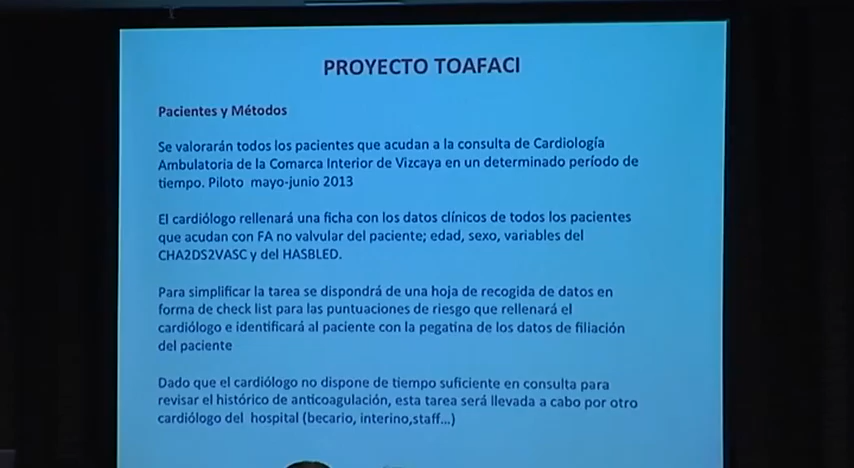 PROYECTO TOAFACI
Pacientes y Métodos
Se valorarán todos los pacientes que acudan a la consulta de Cardiología
Ambulatoria de la Comarca Interior de Vizcaya en un determinado período de
tiempo. Piloto mayo-junio 2013
El cardiólogo rellenará una ficha con los datos clínicos de todos los pacientes
que acudan con FA no valvular del paciente; edad, sexo, variables del
CHA2DS2VASC y del HASBLED.
Para simplificar la tarea se dispondrá de una hoja de recogida de datos en
forma de check list para las puntuaciones de riesgo que rellenará el
cardiólogo e identificará al paciente con la pegatina de los datos de filiación
del paciente
Dado que el cardiólogo no dispone de tiempo suficiente en consulta para
revisar el histórico de anticoagulación, esta tarea será llevada a cabo por otro
cardiólogo del hospital (becario, interino,staff...)